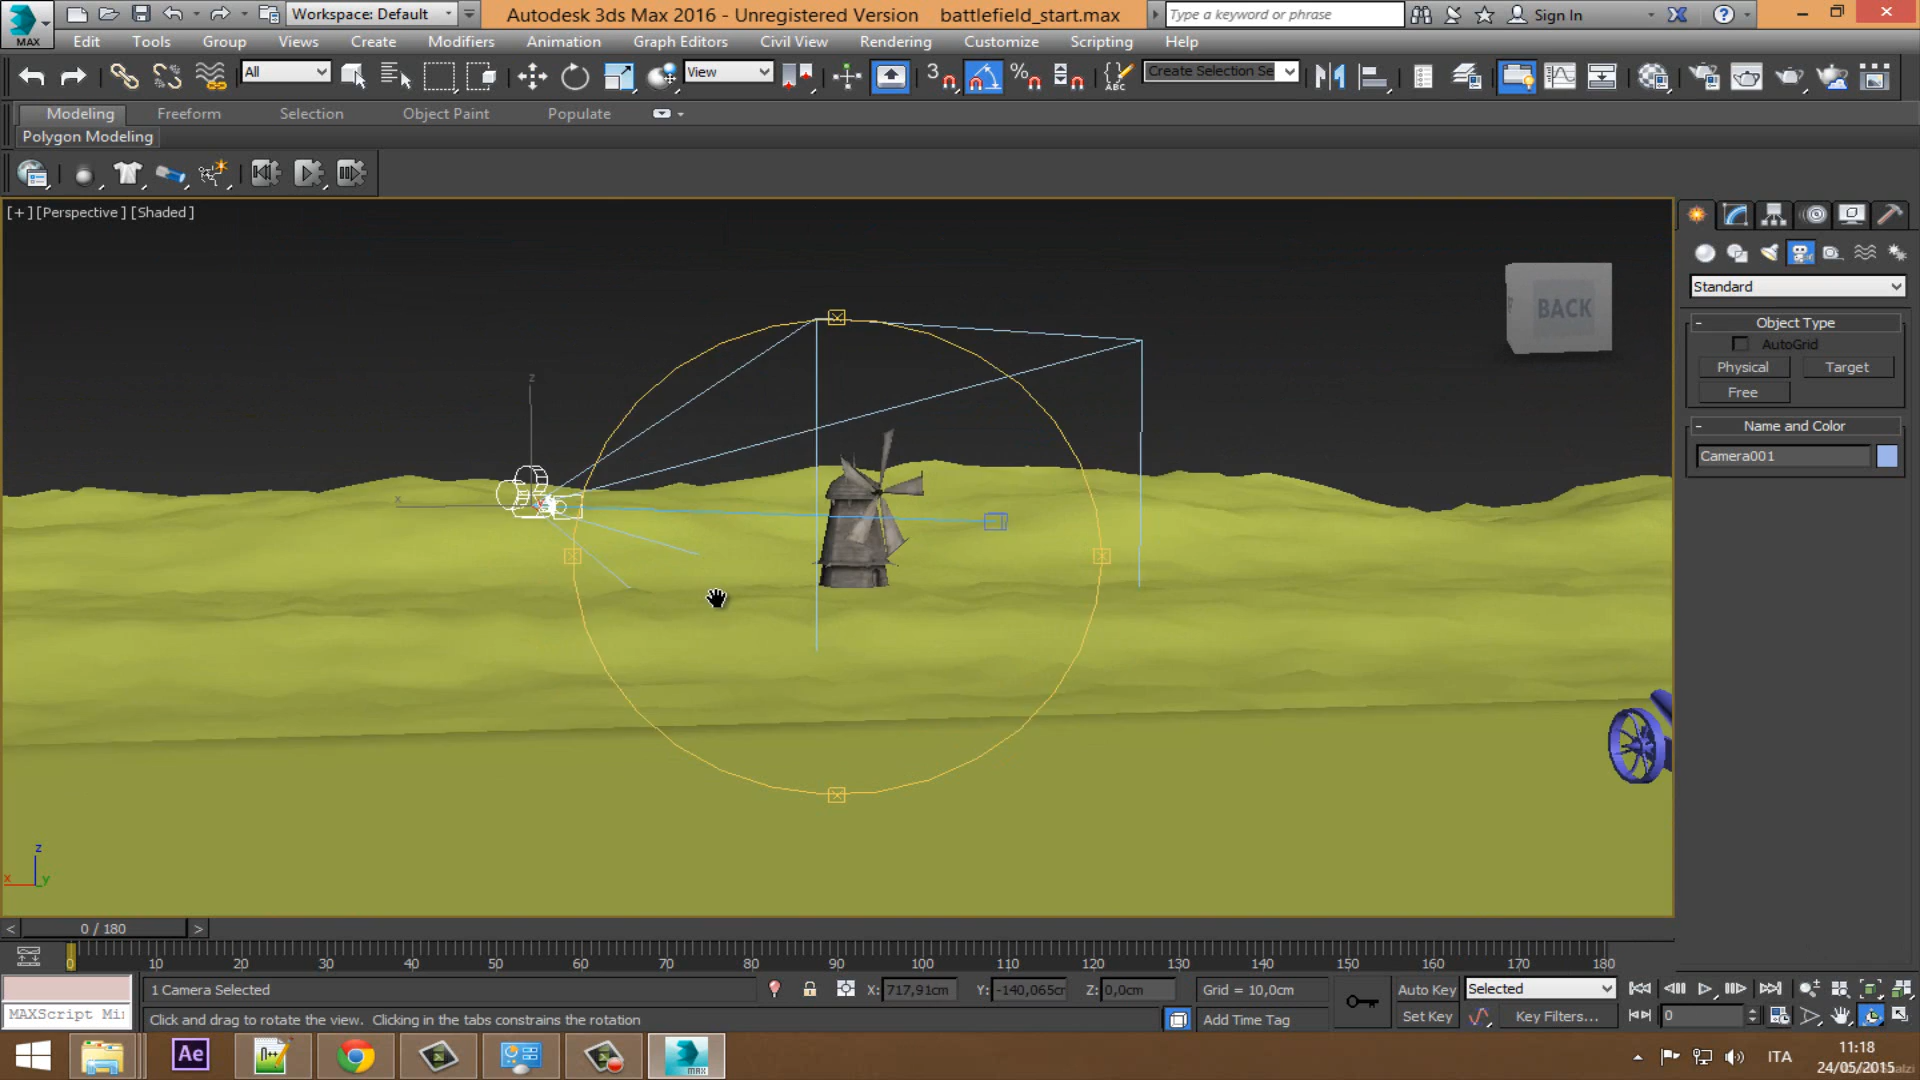 MAX
Workspace: Default
Autodesk 3ds Max 2016 - Unregistered Version battlefield_start.max
Type a keyword or phrase
Sign In
Edit Tools Group Views Create Modifiers Animation Graph Editors Civil View Rendering Customize Scripting Help
All
View
3
ABC
Create Selection Se
Modeling Freeform Selection Object Paint Populate
Polygon Modeling
[+] [Perspective] [Shaded]
BACK
Standard
Object Type
AutoGrid
Physical Target
Free
Name and Color
Camera001
z
x
z
x y
0 / 180
0 10 20 30 40 50 60 70 80 90 100 110 120 130 140 150 160 170 180
1 Camera Selected
X: 717,91cm Y: -140,065cr Z: 0,0cm
Grid = 10,0cm
Auto Key Selected
MAXScript Mi
Click and drag to rotate the view. Clicking in the tabs constrains the rotation
Add Time Tag
Set Key Key Filters...
0
Ae
MAX
ITA
11:18
24/05/2015